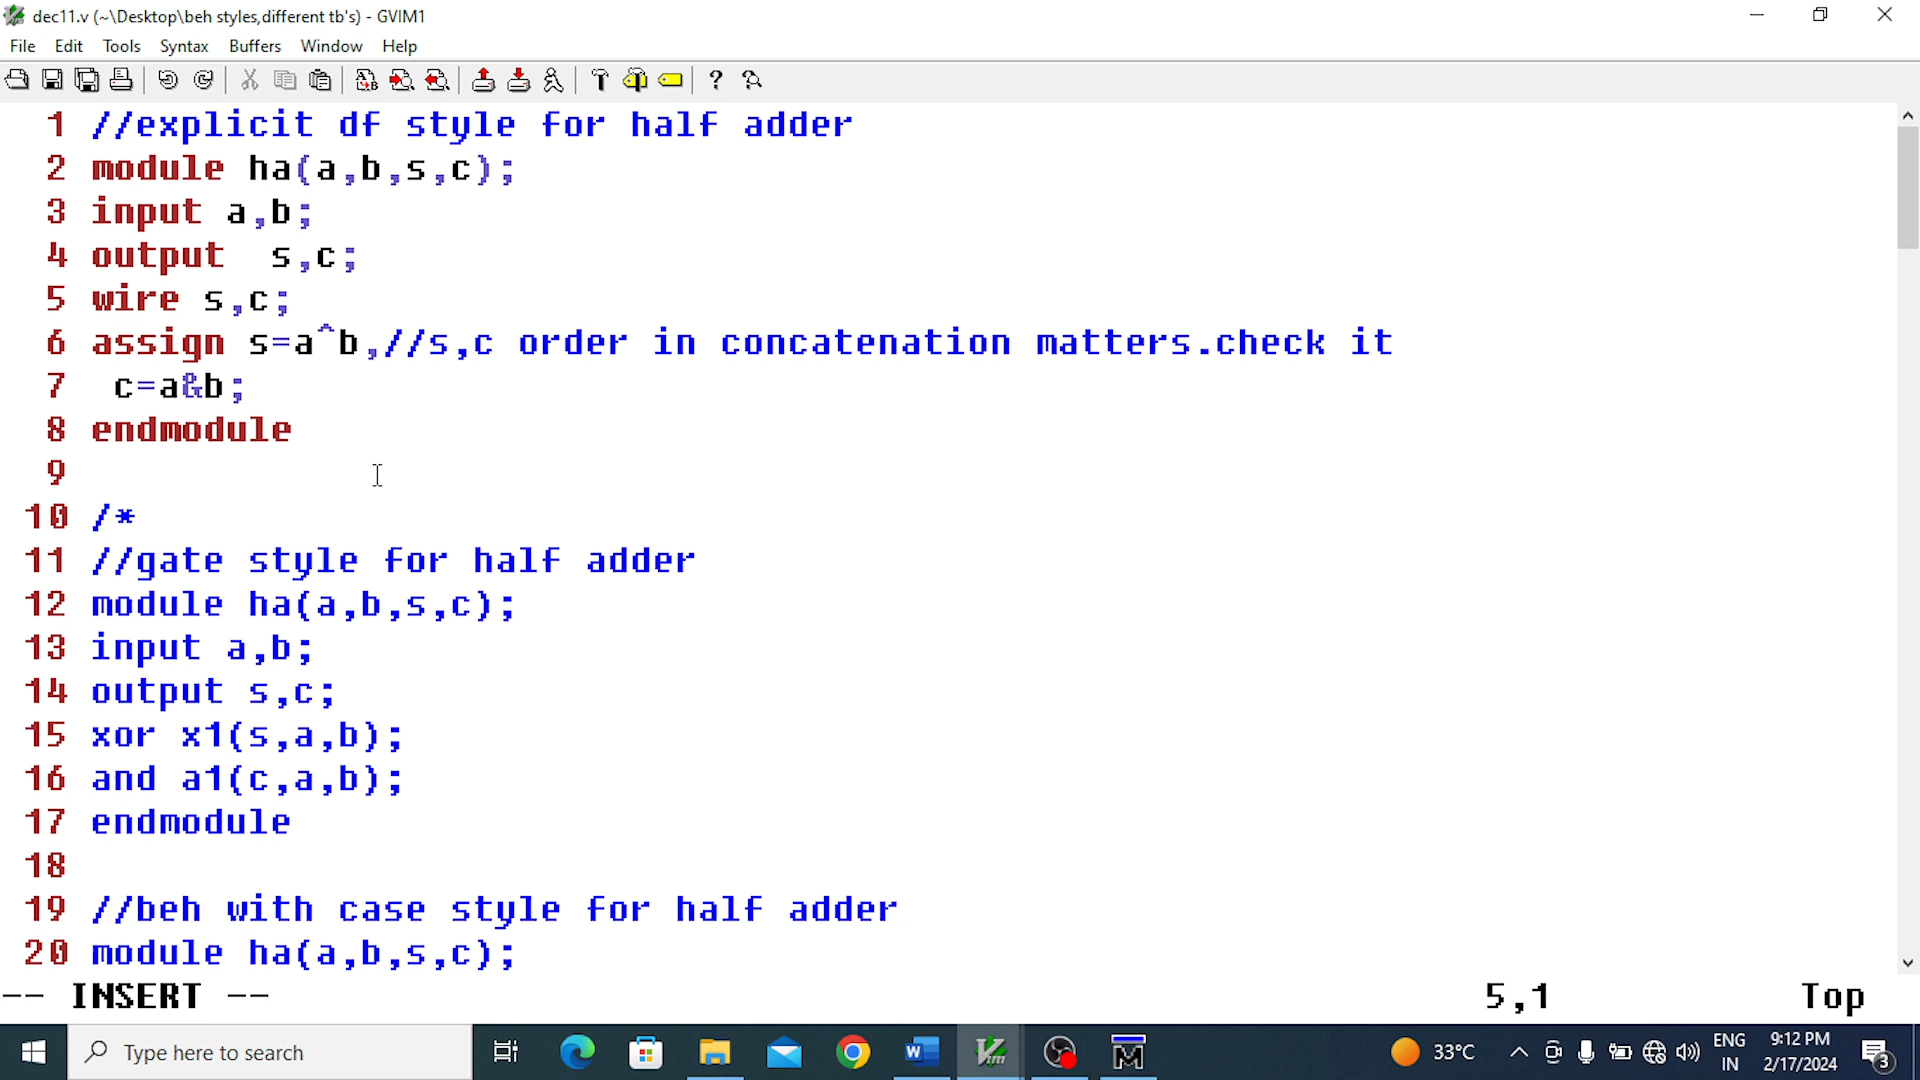 dec11.v (~\Desktop\beh styles,different tb's) - GVIM1
File Edit Tools Syntax Buffers Window Help
1 //explicit df style for half adder
2 module ha(a,b,s,c);
3 input a,b;
4 output  s,c;
5 wire s,c;
6 assign s=a^b,//s,c order in concatenation matters.check it
7  c=a&b;
8 endmodule
9
10 /*
11 //gate style for half adder
12 module ha(a,b,s,c);
13 input a,b;
14 output s,c;
15 xor x1(s,a,b);
16 and a1(c,a,b);
17 endmodule
18
19 //beh with case style for half adder
20 module ha(a,b,s,c);
-- INSERT -- 5,1 Top
Type here to search 33°C ENG 9:12 PM
IN 2/17/2024 3